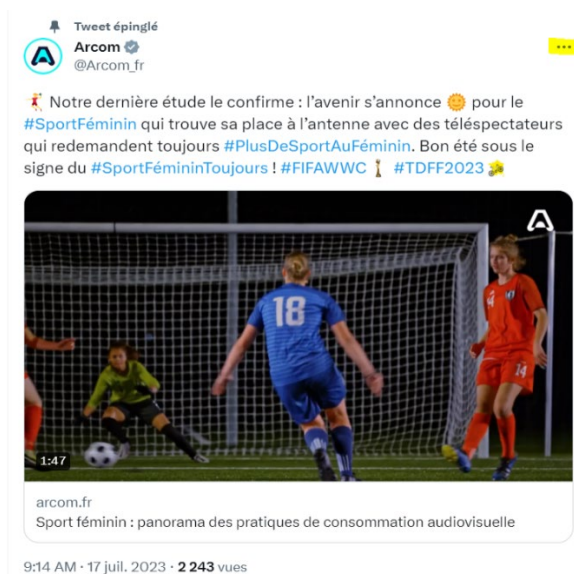 Tweet épinglé
Arcom
@Arcom_fr
Notre dernière étude le confirme : l’avenir s’annonce 🌞 pour le
#SportFéminin qui trouve sa place à l’antenne avec des téléspectateurs
qui redemandent toujours #PlusDeSportAuFéminin. Bon été sous le
signe du #SportFémininToujours ! #FIFAWWC #TDFF2023
18
14
14
1:47
arcom.fr
Sport féminin : panorama des pratiques de consommation audiovisuelle
9:14 AM · 17 juil. 2023 · 2 243 vues